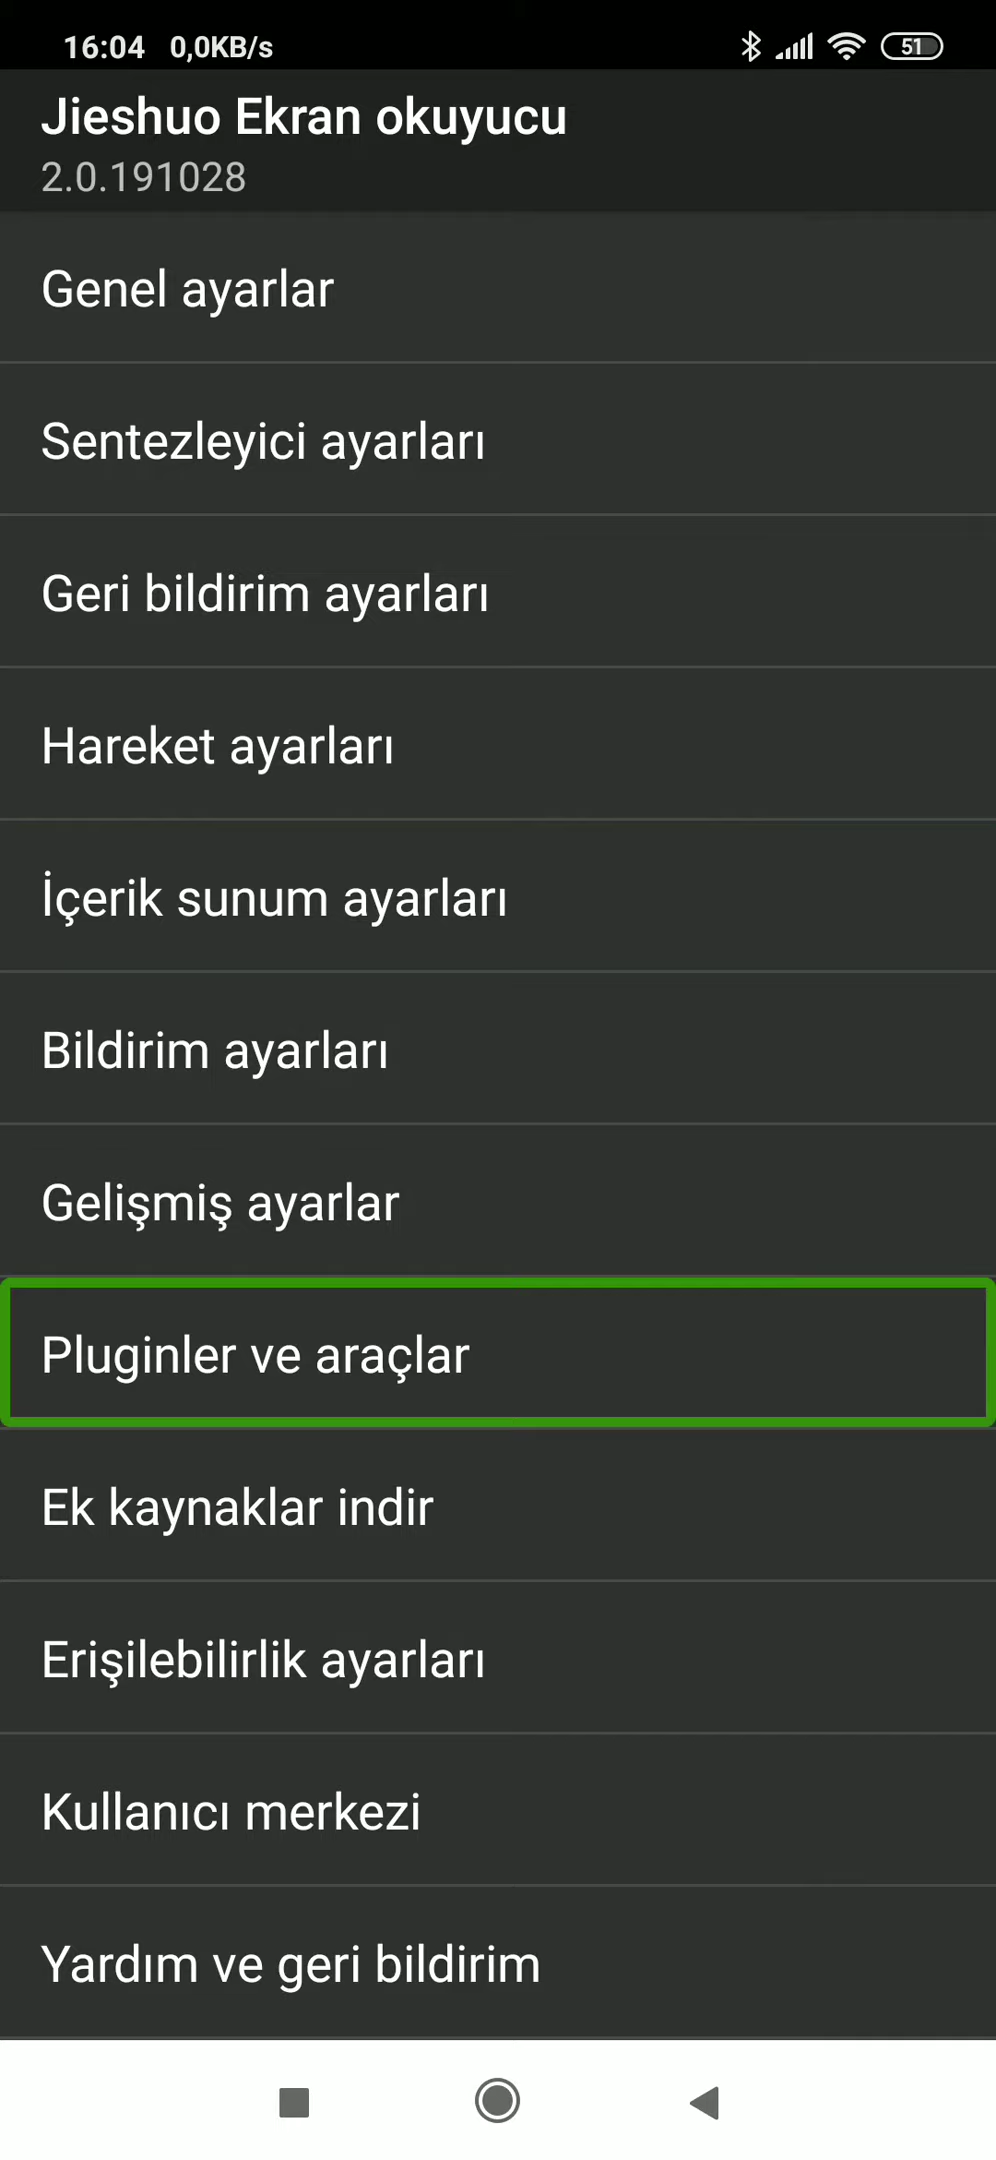 16:04 0,0KB/s 51
Jieshuo Ekran okuyucu
2.0.191028
Genel ayarlar
Sentezleyici ayarları
Geri bildirim ayarları
Hareket ayarları
İçerik sunum ayarları
Bildirim ayarları
Gelişmiş ayarlar
Pluginler ve araçlar
Ek kaynaklar indir
Erişilebilirlik ayarları
Kullanıcı merkezi
Yardım ve geri bildirim